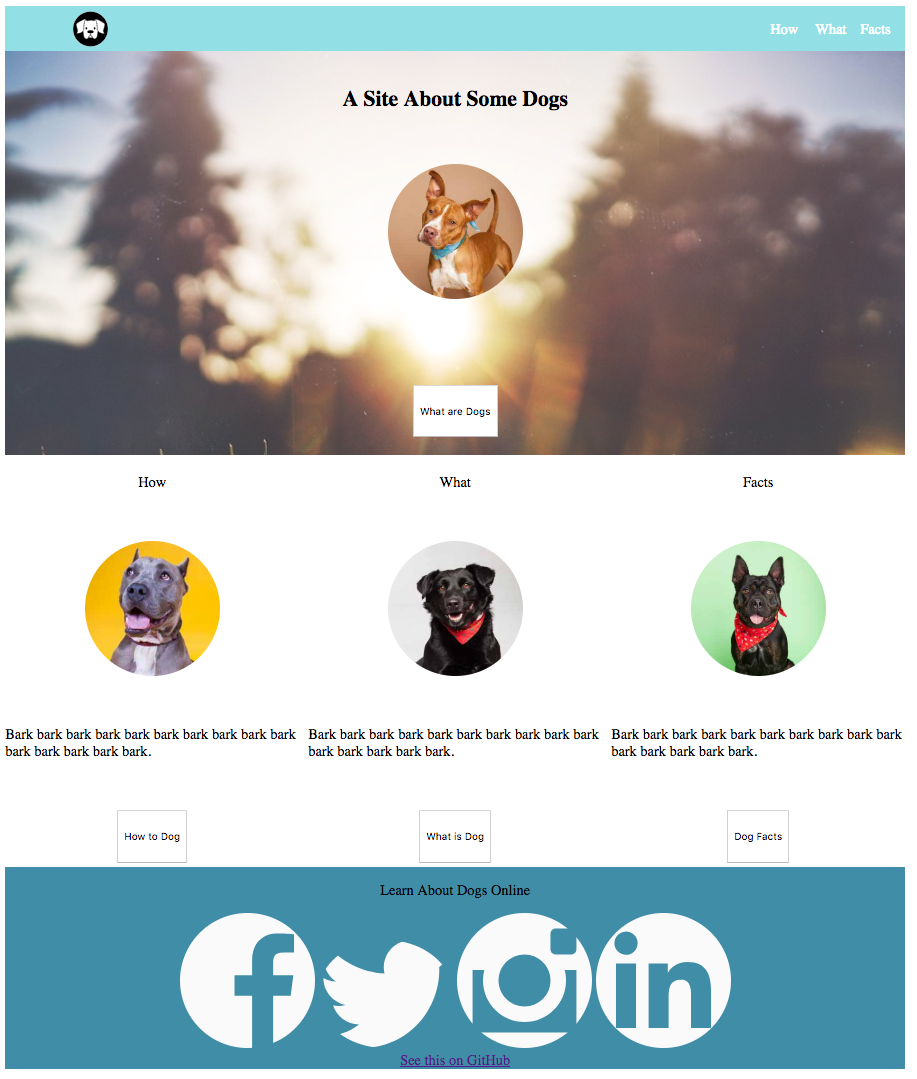 How What Facts
A Site About Some Dogs
What are Dogs
How
What
Facts
Bark bark bark bark bark bark bark bark bark bark
bark bark bark bark bark.
Bark bark bark bark bark bark bark bark bark bark
bark bark bark bark bark.
Bark bark bark bark bark bark bark bark bark bark
bark bark bark bark bark.
How to Dog
What is Dog
Dog Facts
Learn About Dogs Online
f
in
See this on GitHub